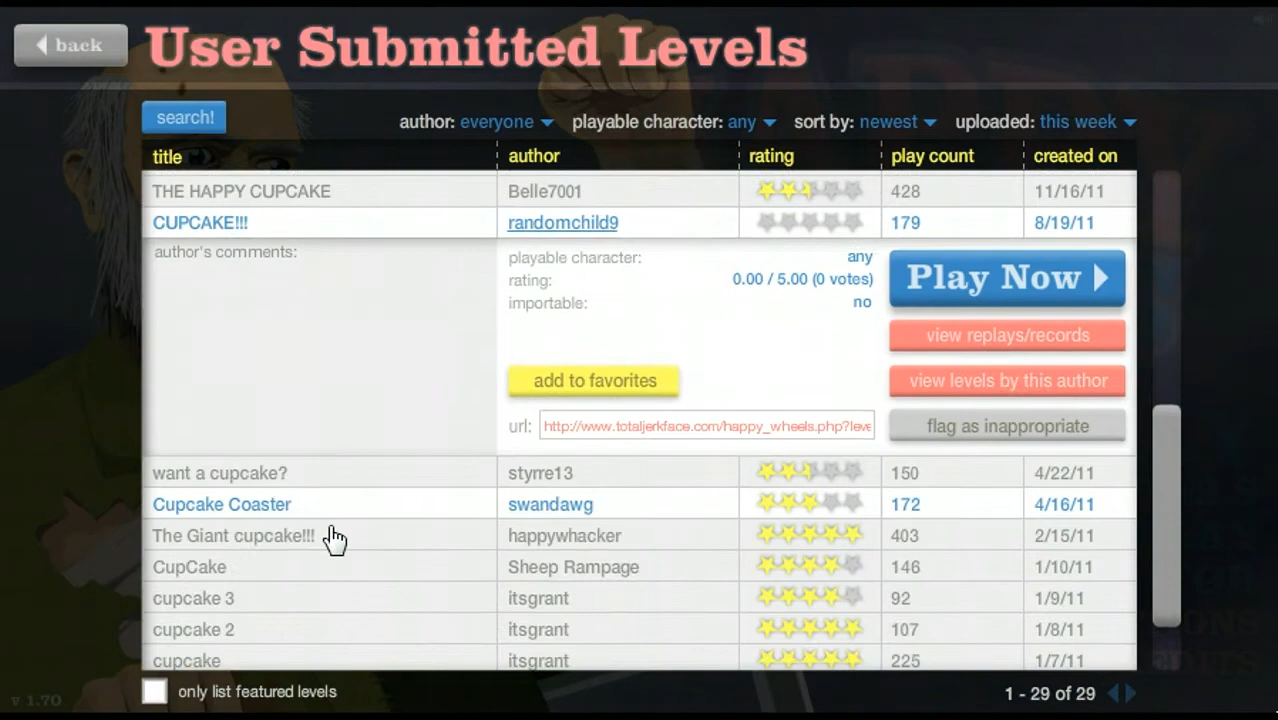 back
User Submitted Levels
search!
author: everyone playable character: any sort by: newest uploaded: this week
title author rating play count created on
THE HAPPY CUPCAKE Belle7001 428 11/16/11
CUPCAKE!!! randomchild9 179 8/19/11
author's comments:
playable character: any
rating: 0.00 / 5.00 (0 votes)
importable: no
Play Now
view replays/records
add to favorites
view levels by this author
url: http://www.totaljerkface.com/happy_wheels.php?leve
flag as inappropriate
want a cupcake? styrre13 150 4/22/11
Cupcake Coaster swandawg 172 4/16/11
The Giant cupcake!!! happywhacker 403 2/15/11
CupCake Sheep Rampage 146 1/10/11
cupcake 3 itsgrant 92 1/9/11
cupcake 2 itsgrant 107 1/8/11
cupcake itsgrant 225 1/7/11
only list featured levels
1 - 29 of 29
v 1.70